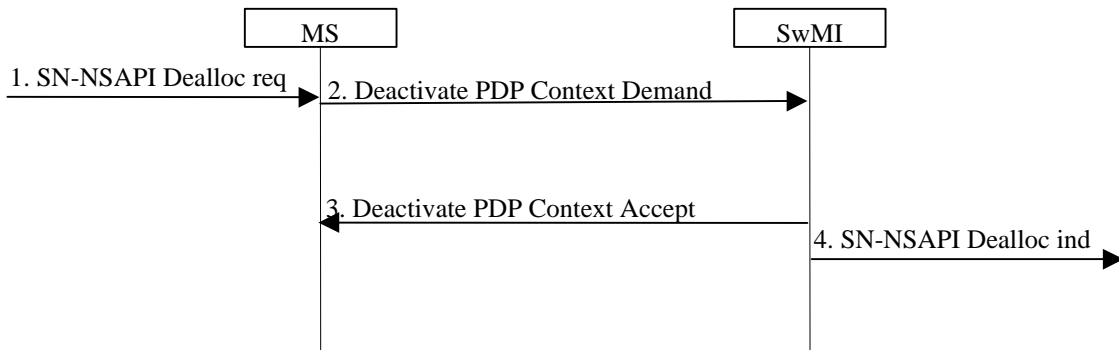 MS
SwMI
1. SN-NSAPI Dealloc req
2. Deactivate PDP Context Demand
3. Deactivate PDP Context Accept
4. SN-NSAPI Dealloc ind